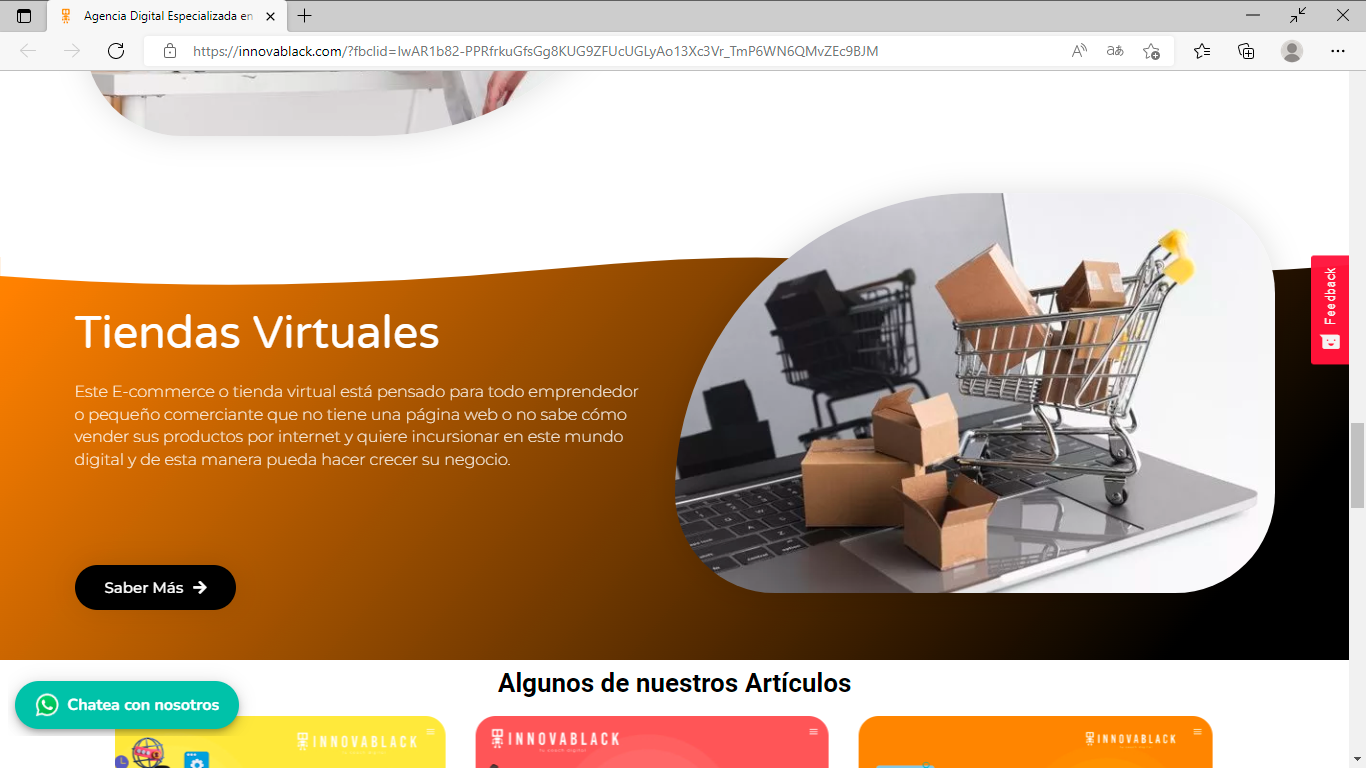 Agencia Digital Especializada en
https://innovablack.com/?fbclid=IwAR1b82-PPRfrkuGfsGg8KUG9ZFUcUGLyAo13Xc3Vr_TmP6WN6QMvZEc9BJM
Feedback
Tiendas Virtuales
Este E-commerce o tienda virtual está pensado para todo emprendedor
o pequeño comerciante que no tiene una página web o no sabe cómo
vender sus productos por internet y quiere incursionar en este mundo
digital y de esta manera pueda hacer crecer su negocio.
Saber Más
Algunos de nuestros Artículos
Chatea con nosotros
INNOVABLACK
INNOVABLACK
INNOVABLACK